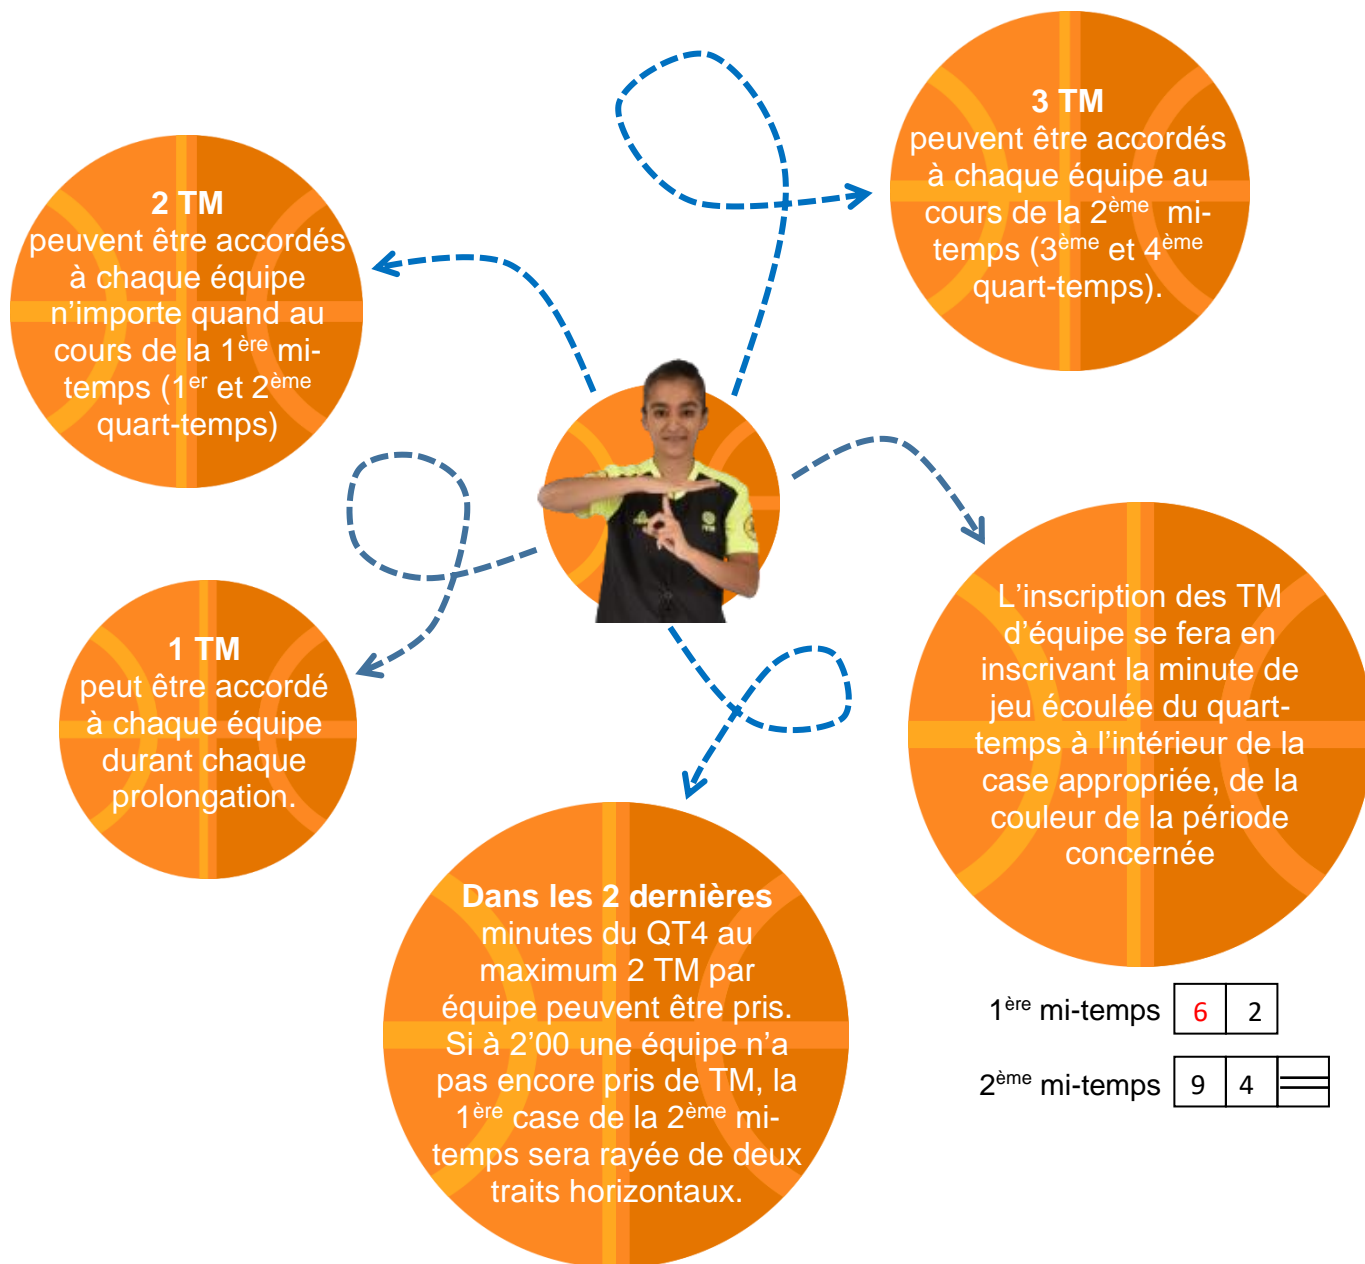 3 TM
peuvent être accordés
à chaque équipe au
cours de la 2ème mi-
temps (3ème et 4ème
quart-temps).
2 TM
peuvent être accordés
à chaque équipe
n’importe quand au
cours de la 1ère mi-
temps (1er et 2ème
quart-temps)
1 TM
peut être accordé
à chaque équipe
durant chaque
prolongation.
L’inscription des TM
d’équipe se fera en
inscrivant la minute de
jeu écoulée du quart-
temps à l’intérieur de la
case appropriée, de la
couleur de la période
concernée
Dans les 2 dernières
minutes du QT4 au
maximum 2 TM par
équipe peuvent être pris.
Si à 2’00 une équipe n’a
pas encore pris de TM, la
1ère case de la 2ème mi-
temps sera rayée de deux
traits horizontaux.
1ère mi-temps 6 2
2ème mi-temps 9 4